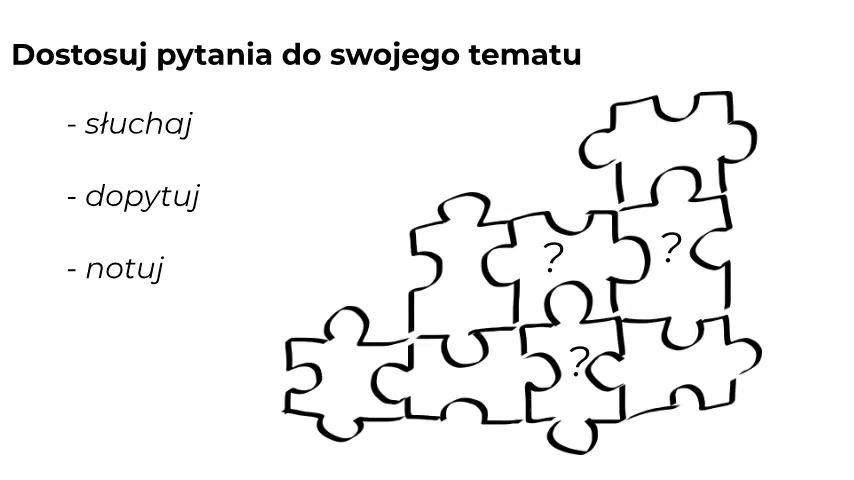 Dostosuj pytania do swojego tematu
- słuchaj
- dopytuj
- notuj
?
?
?